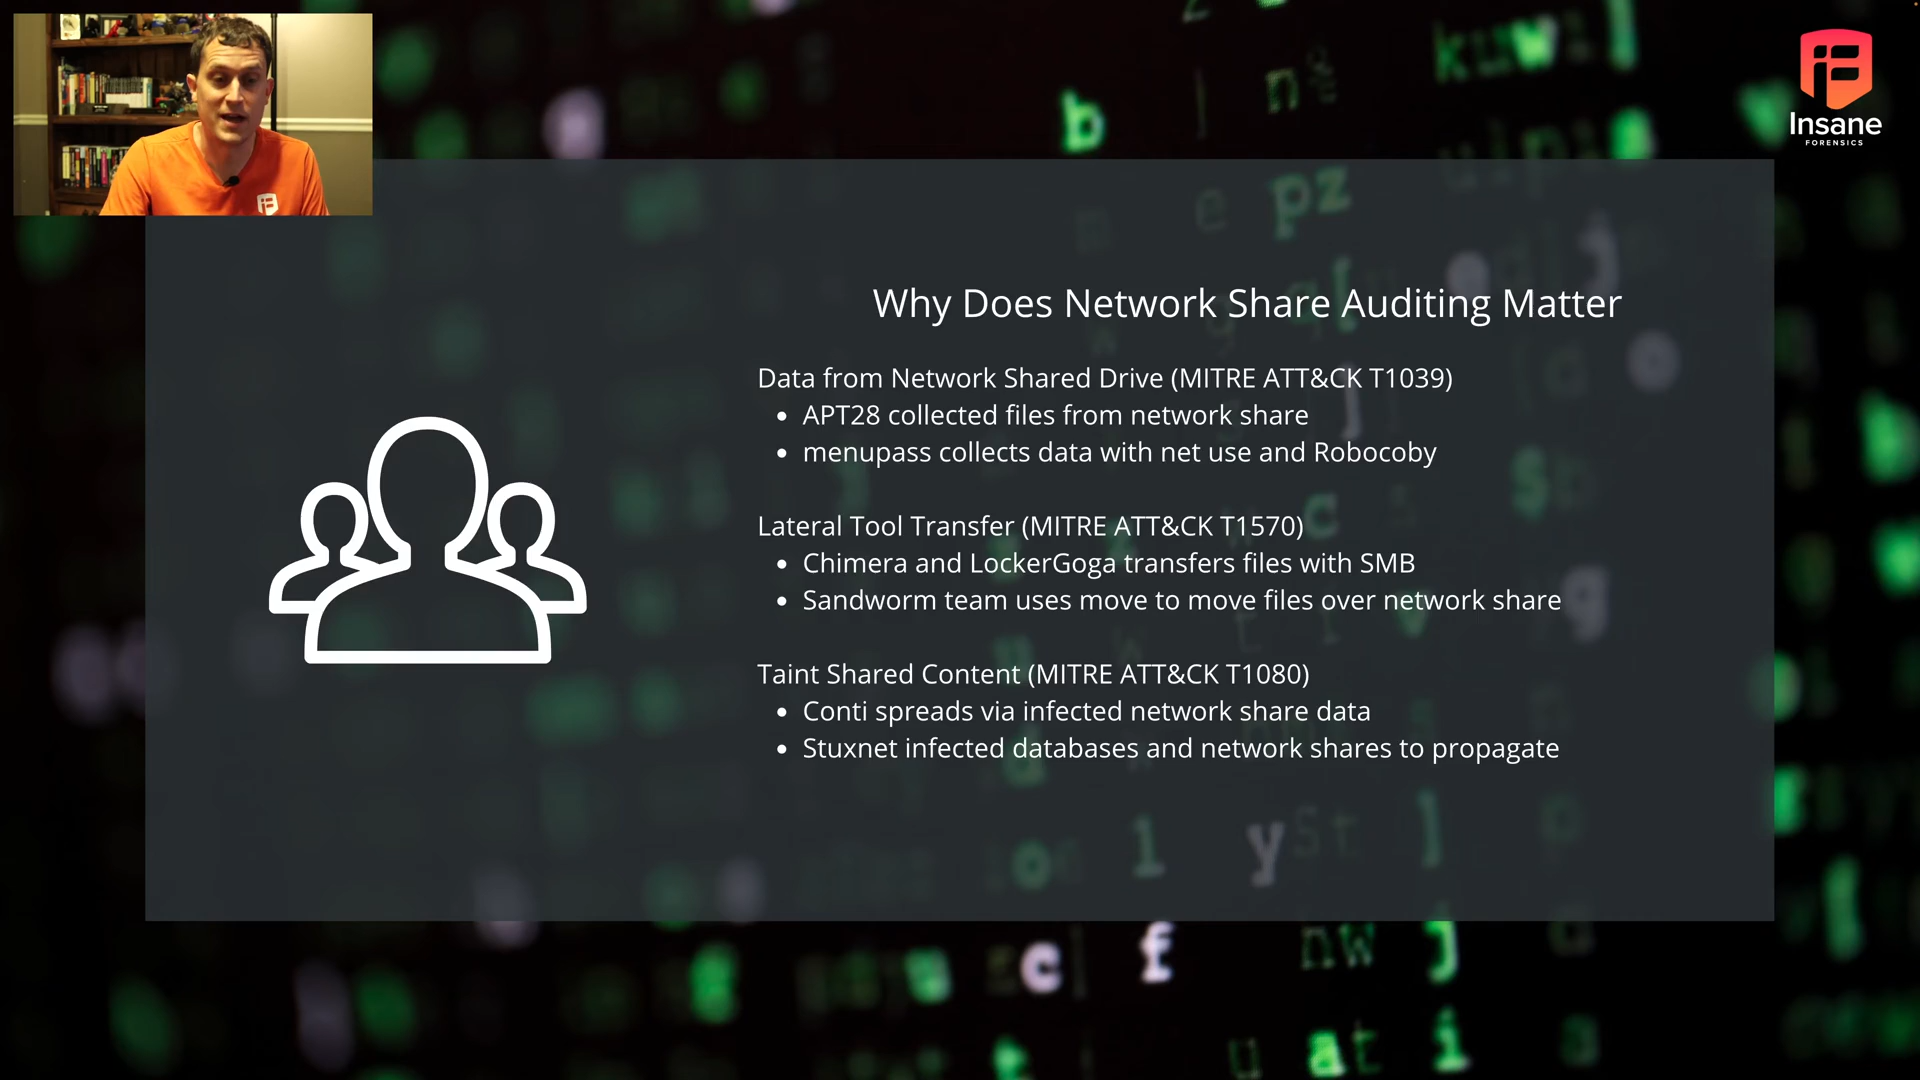 Insane
FORENSICS
Why Does Network Share Auditing Matter
Data from Network Shared Drive (MITRE ATT&CK T1039)
• APT28 collected files from network share
• menupass collects data with net use and Robocoby
Lateral Tool Transfer (MITRE ATT&CK T1570)
• Chimera and LockerGoga transfers files with SMB
• Sandworm team uses move to move files over network share
Taint Shared Content (MITRE ATT&CK T1080)
• Conti spreads via infected network share data
• Stuxnet infected databases and network shares to propagate